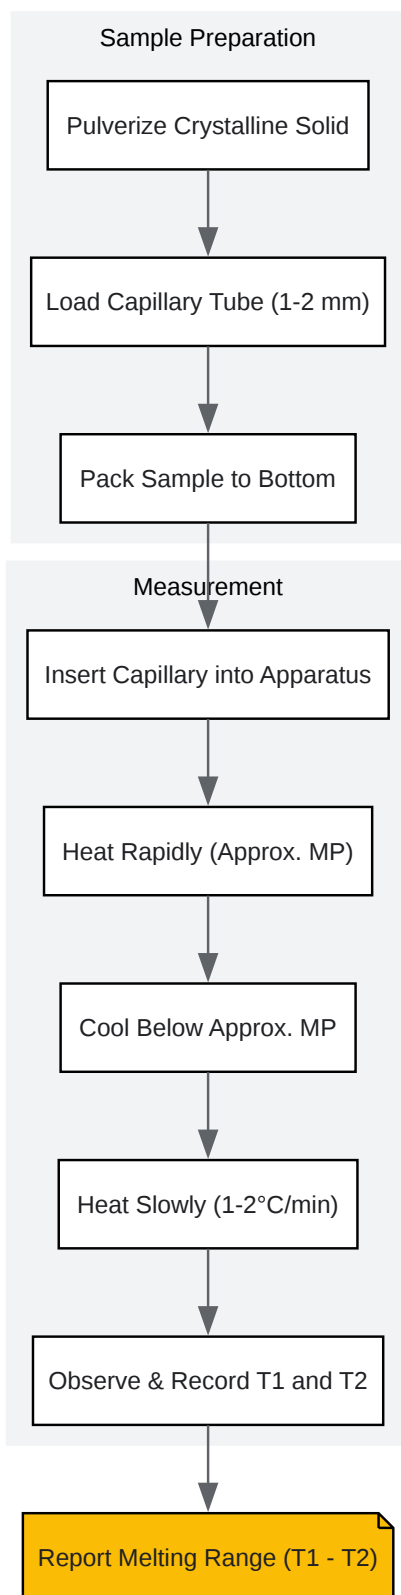 Sample Preparation
Pulverize Crystalline Solid
Load Capillary Tube (1-2 mm)
Pack Sample to Bottom
Measurement
Insert Capillary into Apparatus
Heat Rapidly (Approx. MP)
Cool Below Approx. MP
Heat Slowly (1-2°C/min)
Observe & Record T1 and T2
Report Melting Range (T1 - T2)